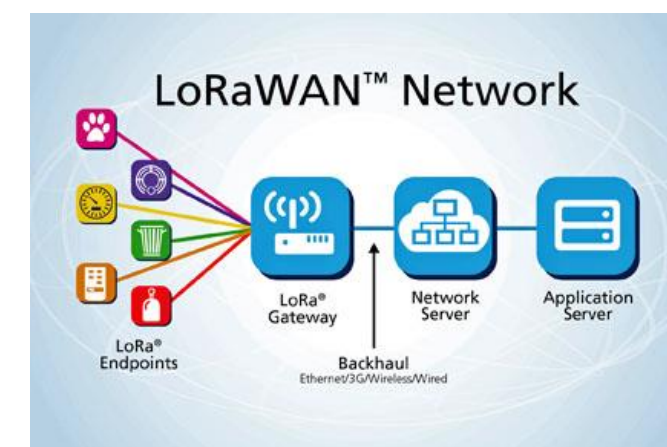 LoRaWAN™ Network
LoRa®
Gateway
Network
Server
Application
Server
LoRa®
Endpoints
Backhaul
Ethernet/3G/Wireless/Wired